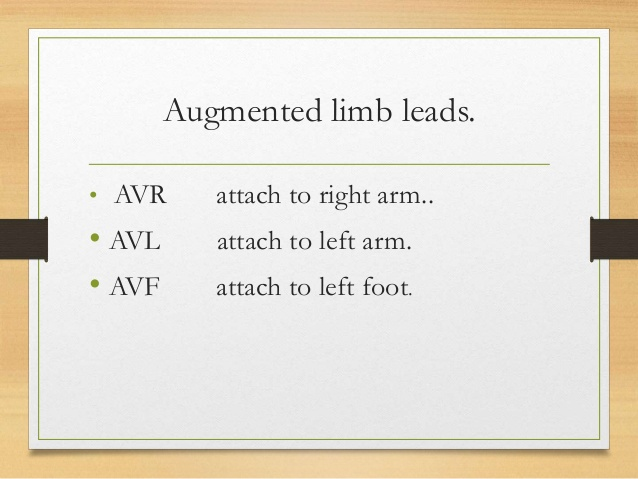 Augmented limb leads.
• AVR attach to right arm..
• AVL attach to left arm.
• AVF attach to left foot.